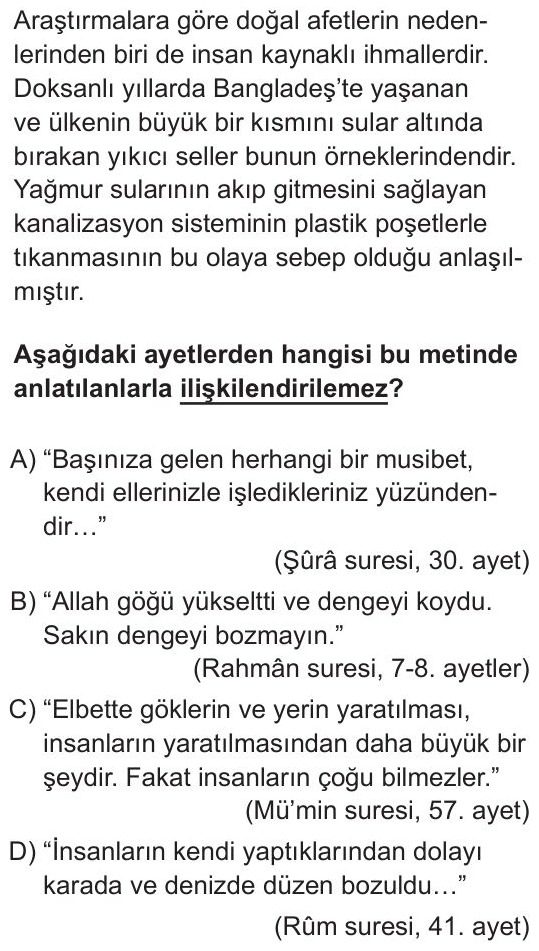 Araştırmalara göre doğal afetlerin neden-
lerinden biri de insan kaynaklı ihmallerdir.
Doksanlı yıllarda Bangladeş’te yaşanan
ve ülkenin büyük bir kısmını sular altında
bırakan yıkıcı seller bunun örneklerindendir.
Yağmur sularının akıp gitmesini sağlayan
kanalizasyon sisteminin plastik poşetlerle
tıkanmasının bu olaya sebep olduğu anlaşıl-
mıştır.
Aşağıdaki ayetlerden hangisi bu metinde
anlatılanlarla ilişkilendirilemez?
A) “Başınıza gelen herhangi bir musibet,
kendi ellerinizle işledikleriniz yüzünden-
dir…”
(Şûrâ suresi, 30. ayet)
B) “Allah göğü yükseltti ve dengeyi koydu.
Sakın dengeyi bozmayın.”
(Rahmân suresi, 7-8. ayetler)
C) “Elbette göklerin ve yerin yaratılması,
insanların yaratılmasından daha büyük bir
şeydir. Fakat insanların çoğu bilmezler.”
(Mü’min suresi, 57. ayet)
D) “İnsanların kendi yaptıklarından dolayı
karada ve denizde düzen bozuldu…”
(Rûm suresi, 41. ayet)